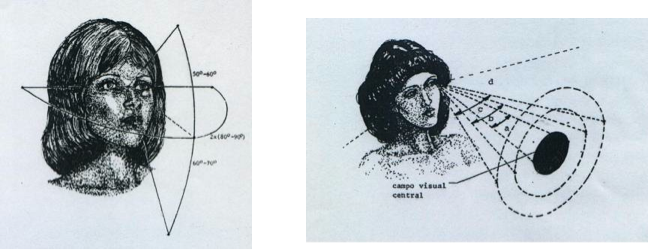 50°-60°
2x(80°-90°)
60°-70°
d
c
b
a
campo visual
central